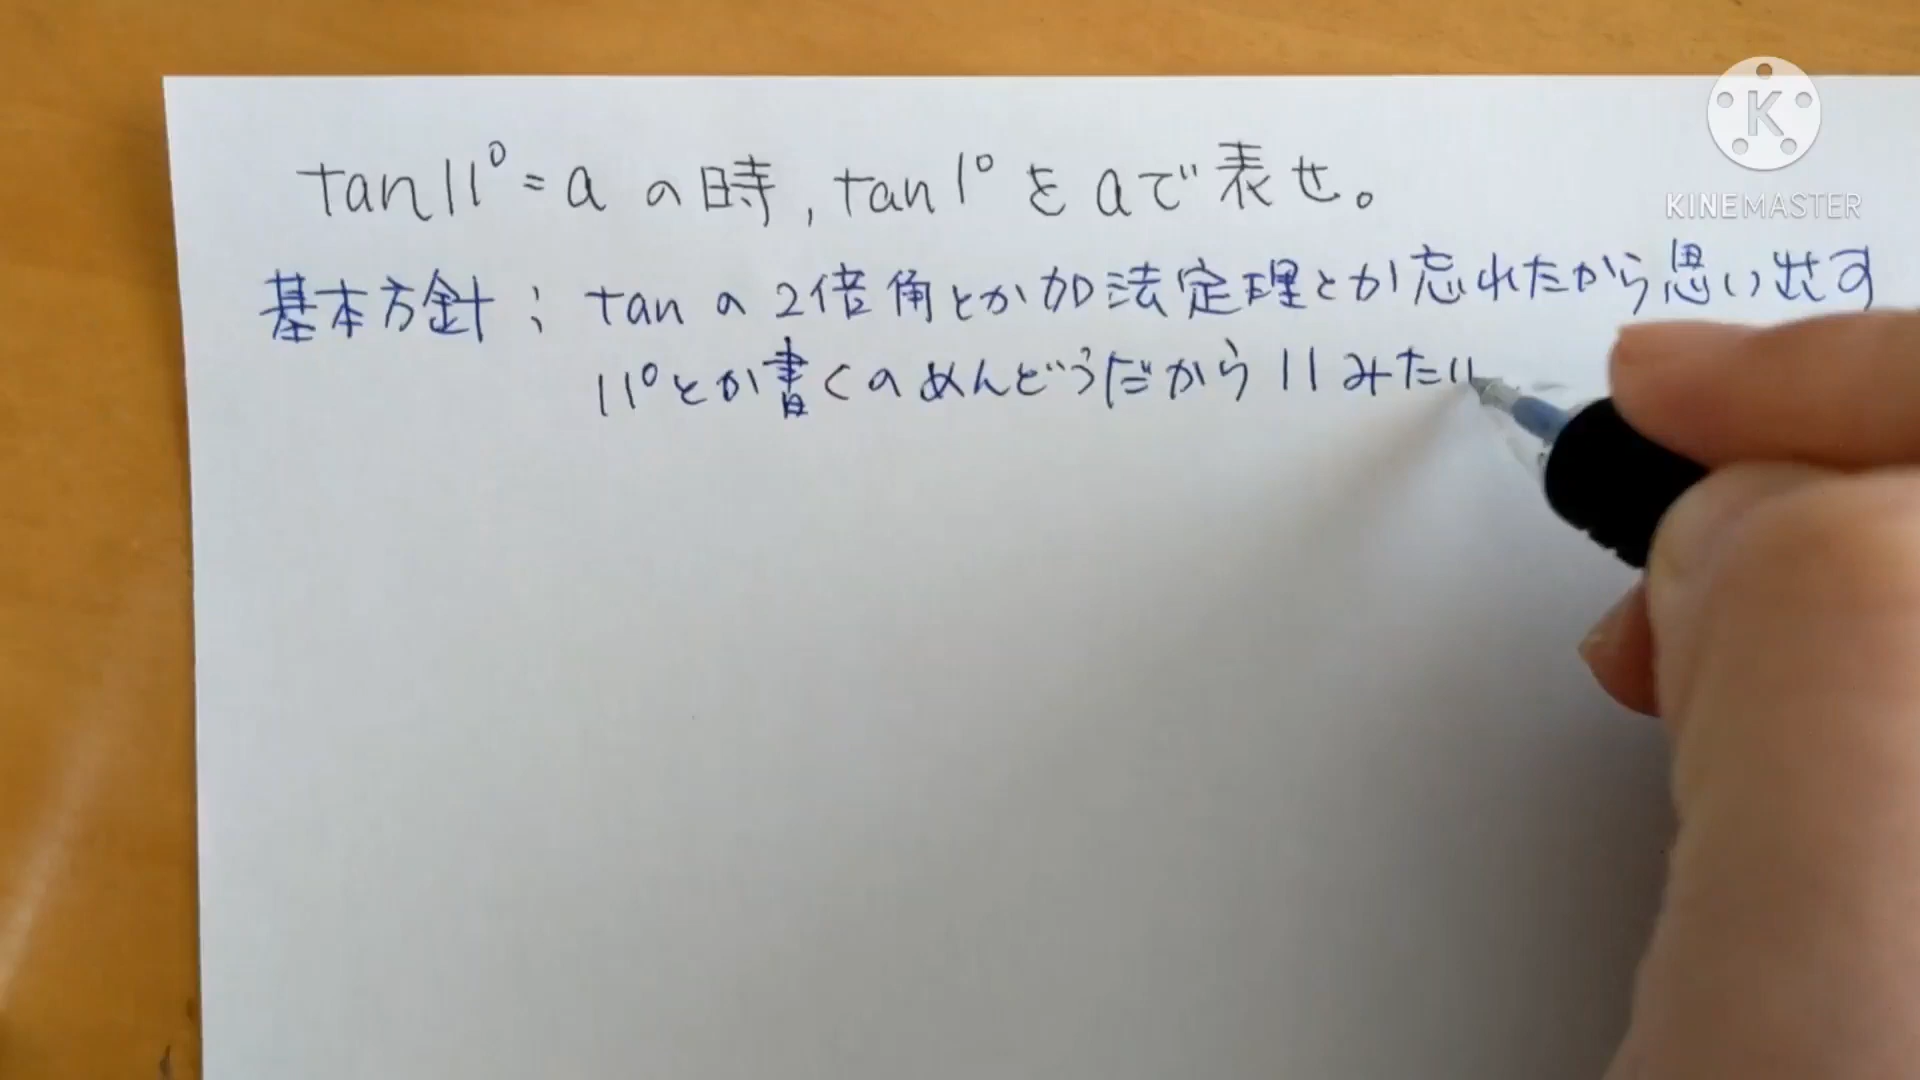 tan11°=a の時, tan1°をaで表せ。
基本方針; tanの2倍角とか加法定理とか忘れたから思い出す
11°とか書くのめんどうだから11みたい
K
KINEMASTER